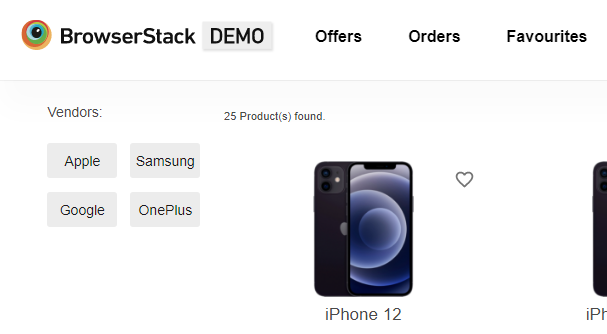 BrowserStack DEMO Offers Orders Favourites
Vendors:
25 Product(s) found.
Apple Samsung
Google OnePlus
iPhone 12